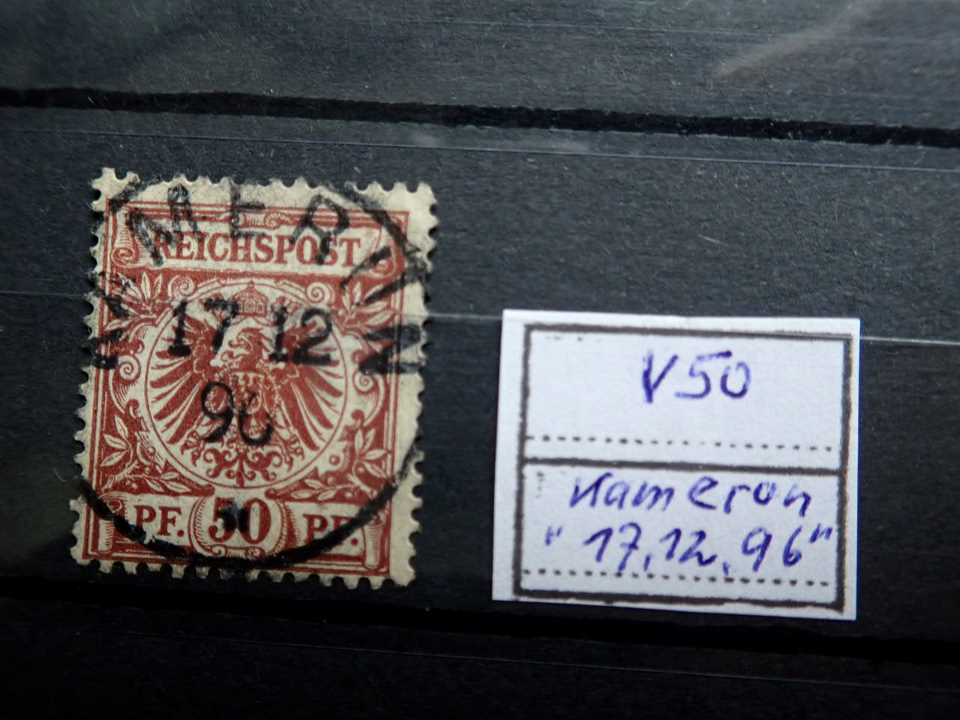 KAMERUN
REICHSPOST
17 12
96
PF. 50 PF.
V50
Kameron
"17.12.96"